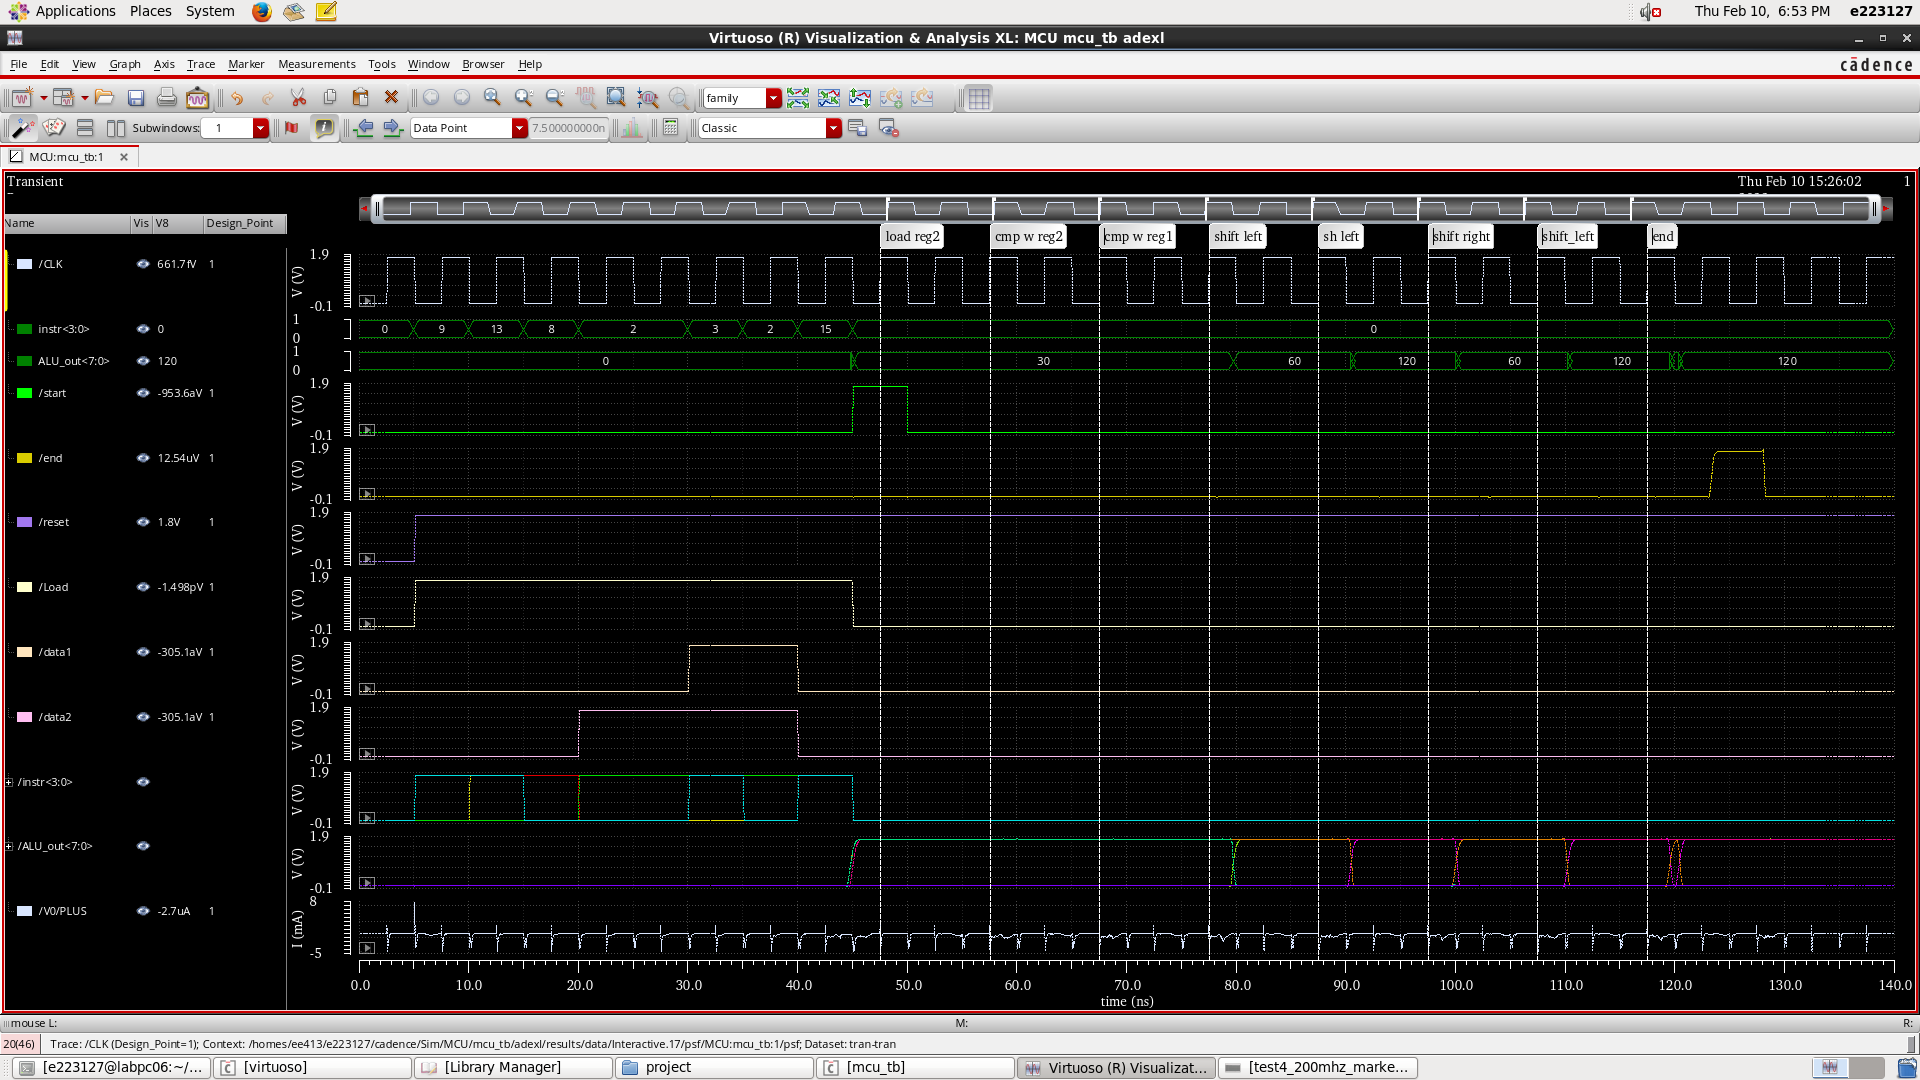 Applications Places System Thu Feb 10, 6:53 PM e223127
Virtuoso (R) Visualization & Analysis XL: MCU mcu_tb adexl
File Edit View Graph Axis Trace Marker Measurements Tools Window Browser Help cādence
family
Subwindows: 1 Data Point 7.500000000n Classic
MCU:mcu_tb:1
Transient Thu Feb 10 15:26:02 1
Name Vis V8 Design_Point
load reg2 cmp w reg2 cmp w reg1 shift left sh left shift right shift_left end
/CLK 661.7fV 1 V (V) 1.9 -0.1
instr<3:0> 0 1 0 0 9 13 8 2 3 2 15 0
ALU_out<7:0> 120 1 0 0 30 60 120 60 120 120
/start -953.6aV 1 V (V) 1.9 -0.1
/end 12.54uV 1 V (V) 1.9 -0.1
/reset 1.8V 1 V (V) 1.9 -0.1
/Load -1.498pV 1 V (V) 1.9 -0.1
/data1 -305.1aV 1 V (V) 1.9 -0.1
/data2 -305.1aV 1 V (V) 1.9 -0.1
/instr<3:0> V (V) 1.9 -0.1
/ALU_out<7:0> V (V) 1.9 -0.1
/V0/PLUS -2.7uA 1 I (mA) 8 -5
0.0 10.0 20.0 30.0 40.0 50.0 60.0 70.0 80.0 90.0 100.0 110.0 120.0 130.0 140.0
time (ns)
mouse L: M: R:
20(46) Trace: /CLK (Design_Point=1); Context: /homes/ee413/e223127/cadence/Sim/MCU/mcu_tb/adexl/results/data/Interactive.17/psf/MCU:mcu_tb:1/psf; Dataset: tran-tran
[e223127@labpc06:~/... [virtuoso] [Library Manager] project [mcu_tb] Virtuoso (R) Visualizat... [test4_200mhz_marke...